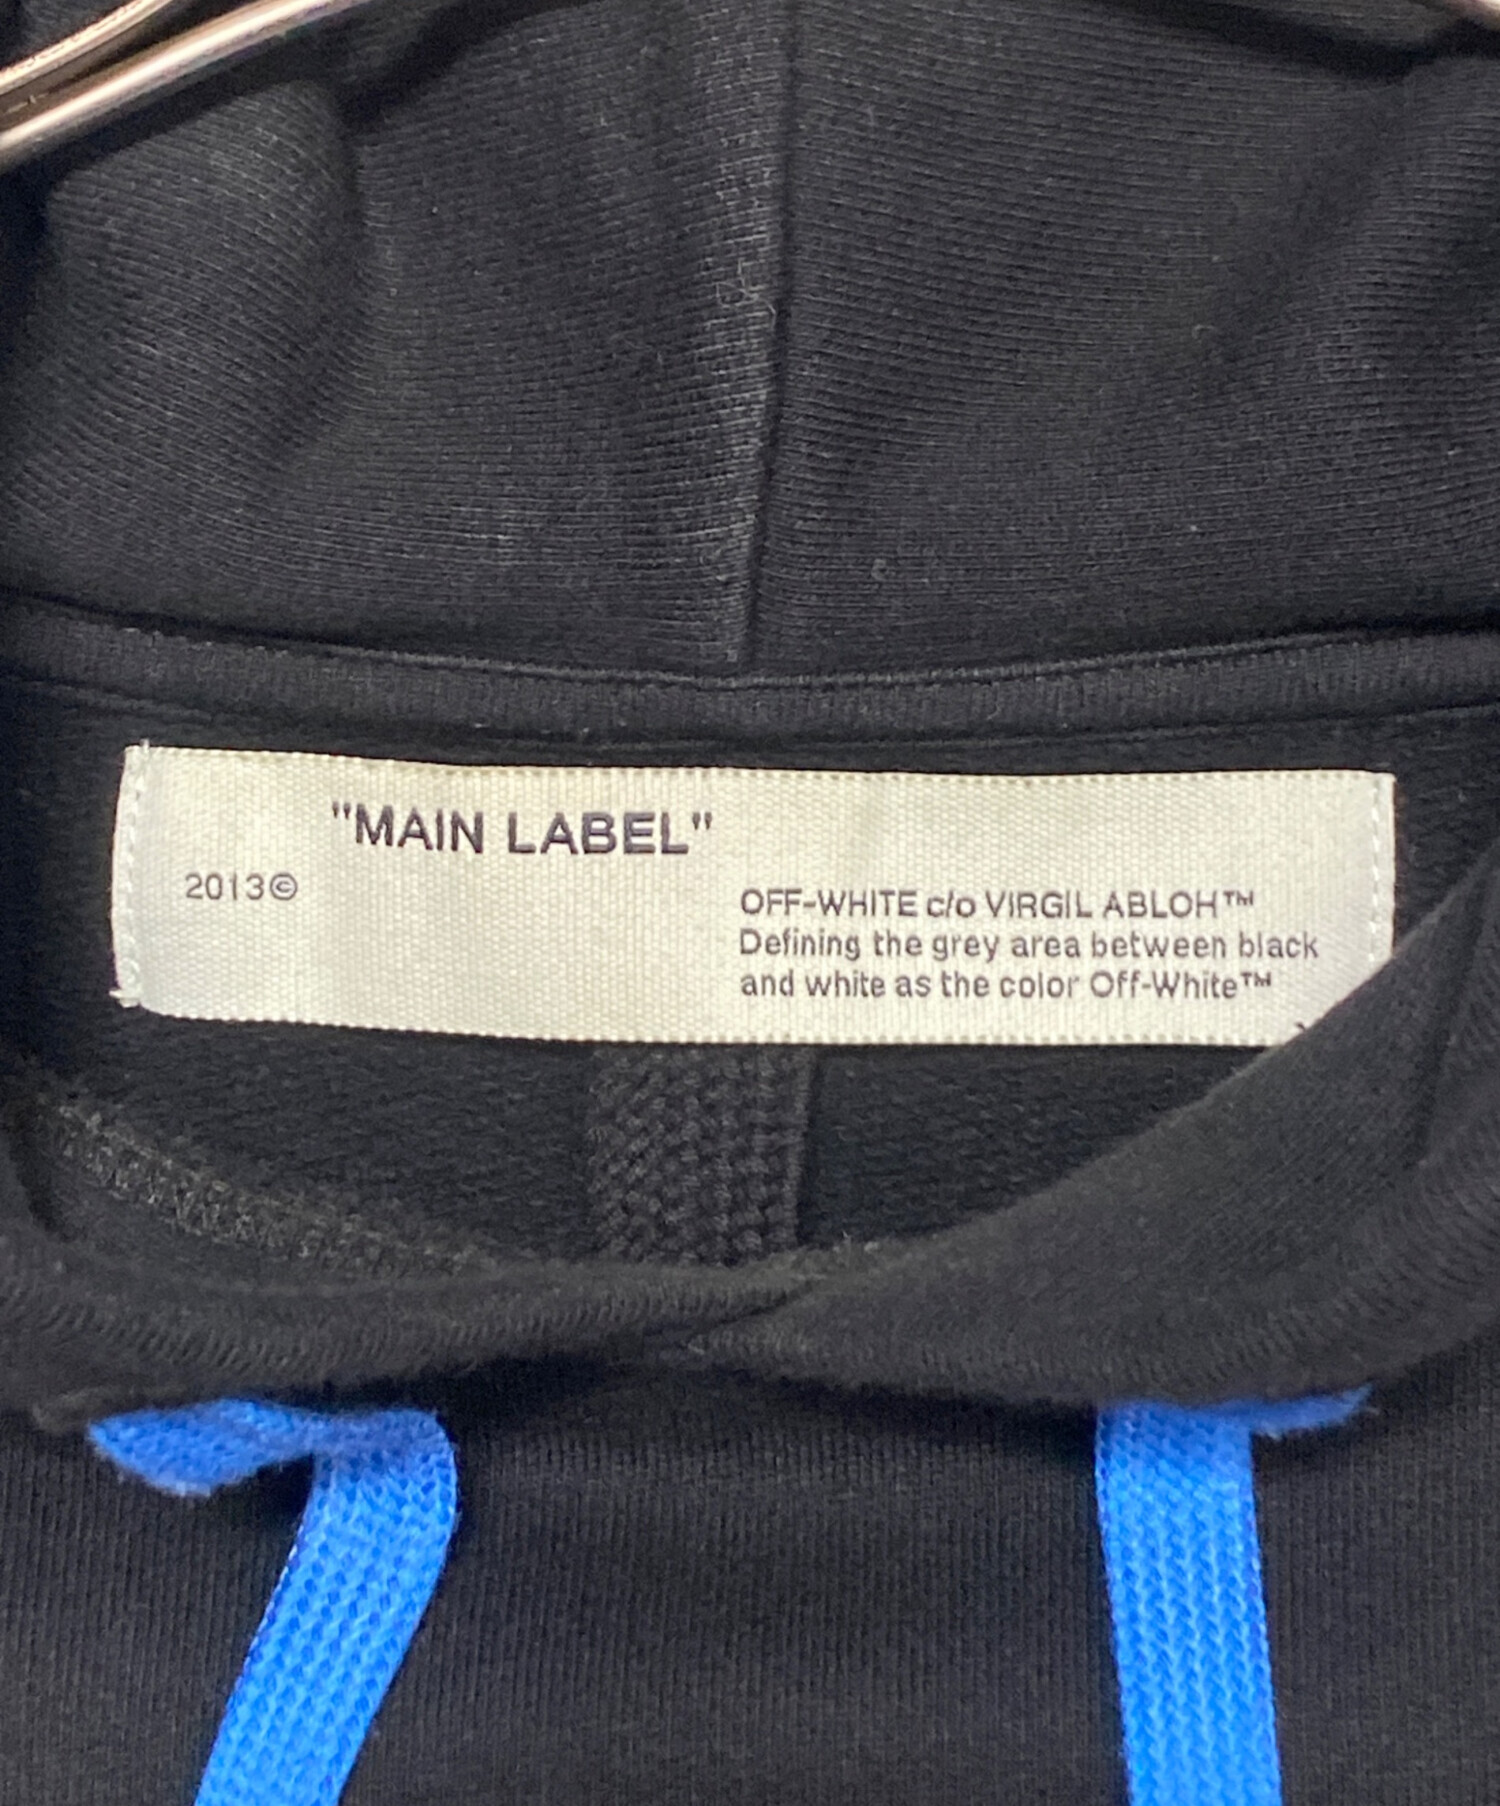 "MAIN LABEL"
2013©
OFF-WHITE c/o VIRGIL ABLOH™
Defining the grey area between black
and white as the color Off-White™